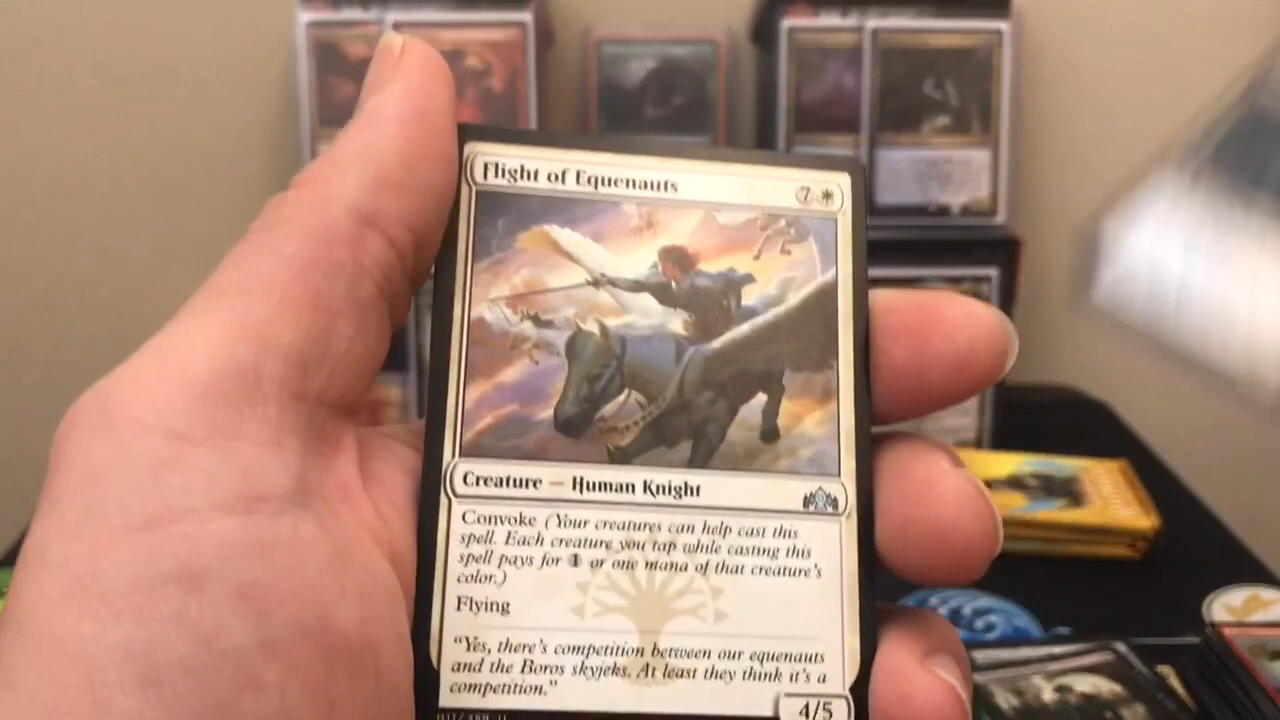 Flight of Equenauts
7
Creature — Human Knight
Convoke (Your creatures can help cast this
spell. Each creature you tap while casting this
spell pays for 1 or one mana of that creature's
color.)
Flying
"Yes, there's competition between our equenauts
and the Boros skyjeks. At least they think it's a
competition."
4/5